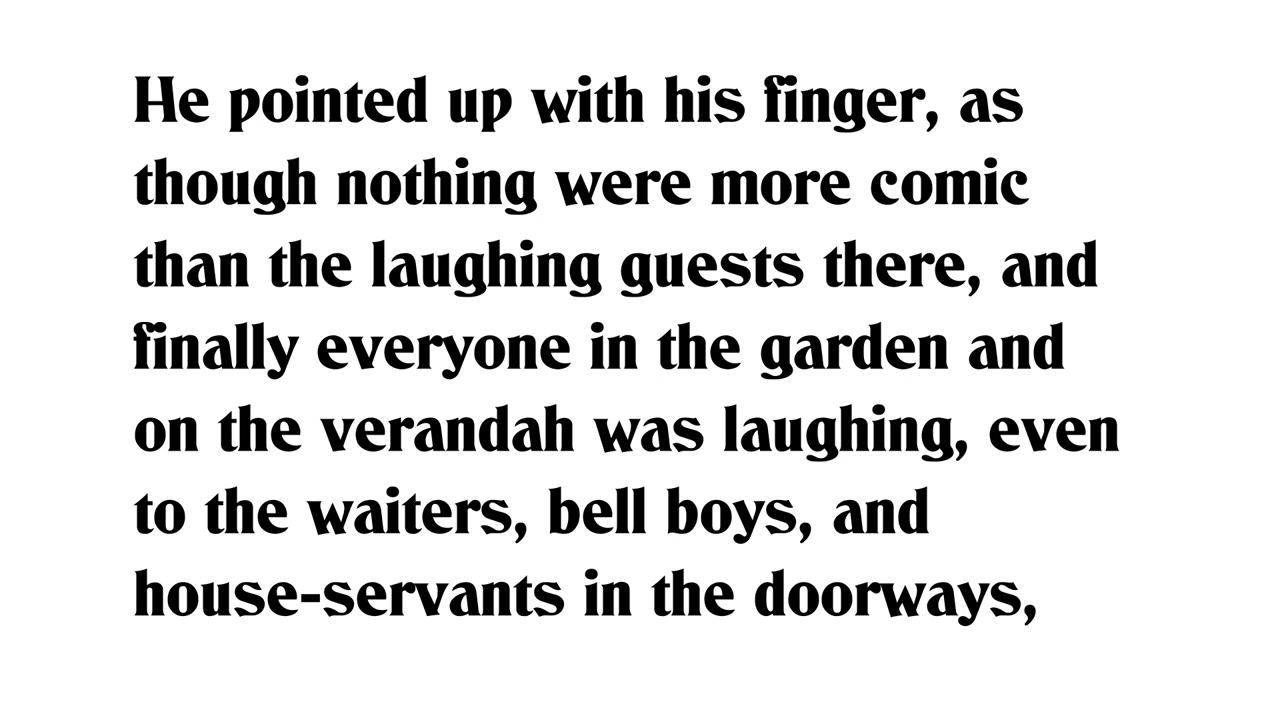 He pointed up with his finger, as
though nothing were more comic
than the laughing guests there, and
finally everyone in the garden and
on the verandah was laughing, even
to the waiters, bell boys, and
house-servants in the doorways,